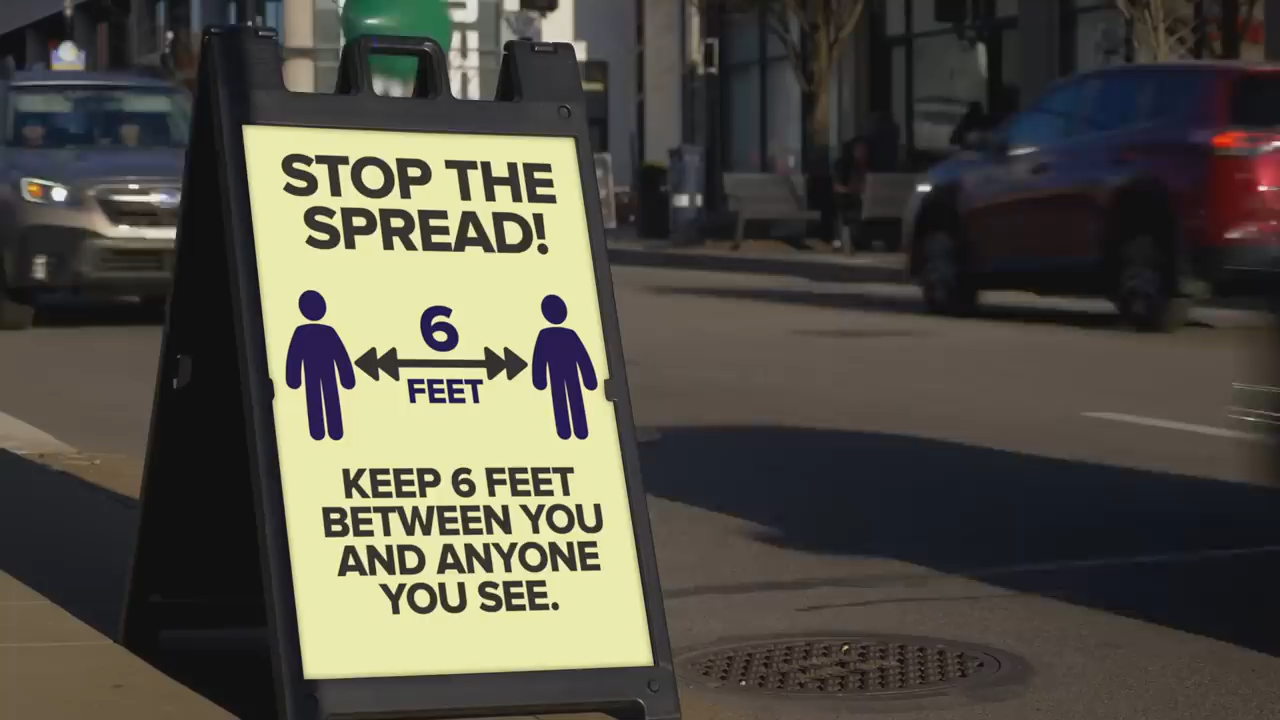 STOP THE
SPREAD!
6
FEET
KEEP 6 FEET
BETWEEN YOU
AND ANYONE
YOU SEE.